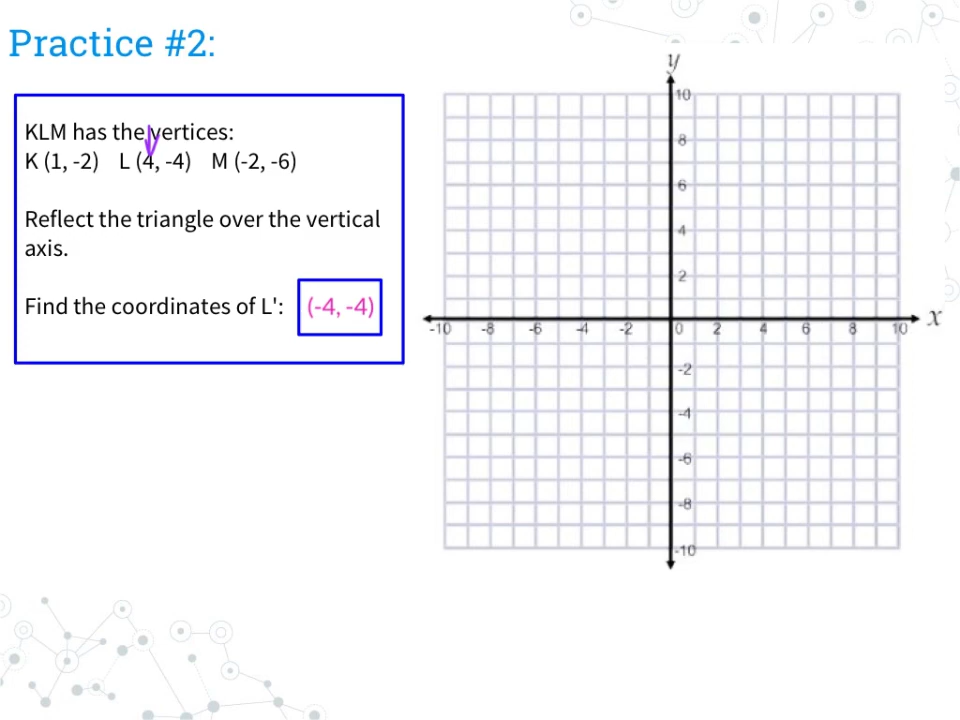 Practice #2:
KLM has the vertices:
K (1, -2) L (4, -4) M (-2, -6)
Reflect the triangle over the vertical
axis.
Find the coordinates of L': (-4, -4)
y
10
8
6
4
2
-10 -8 -6 -4 -2 0 2 4 6 8 10 x
-2
-4
-6
-8
-10